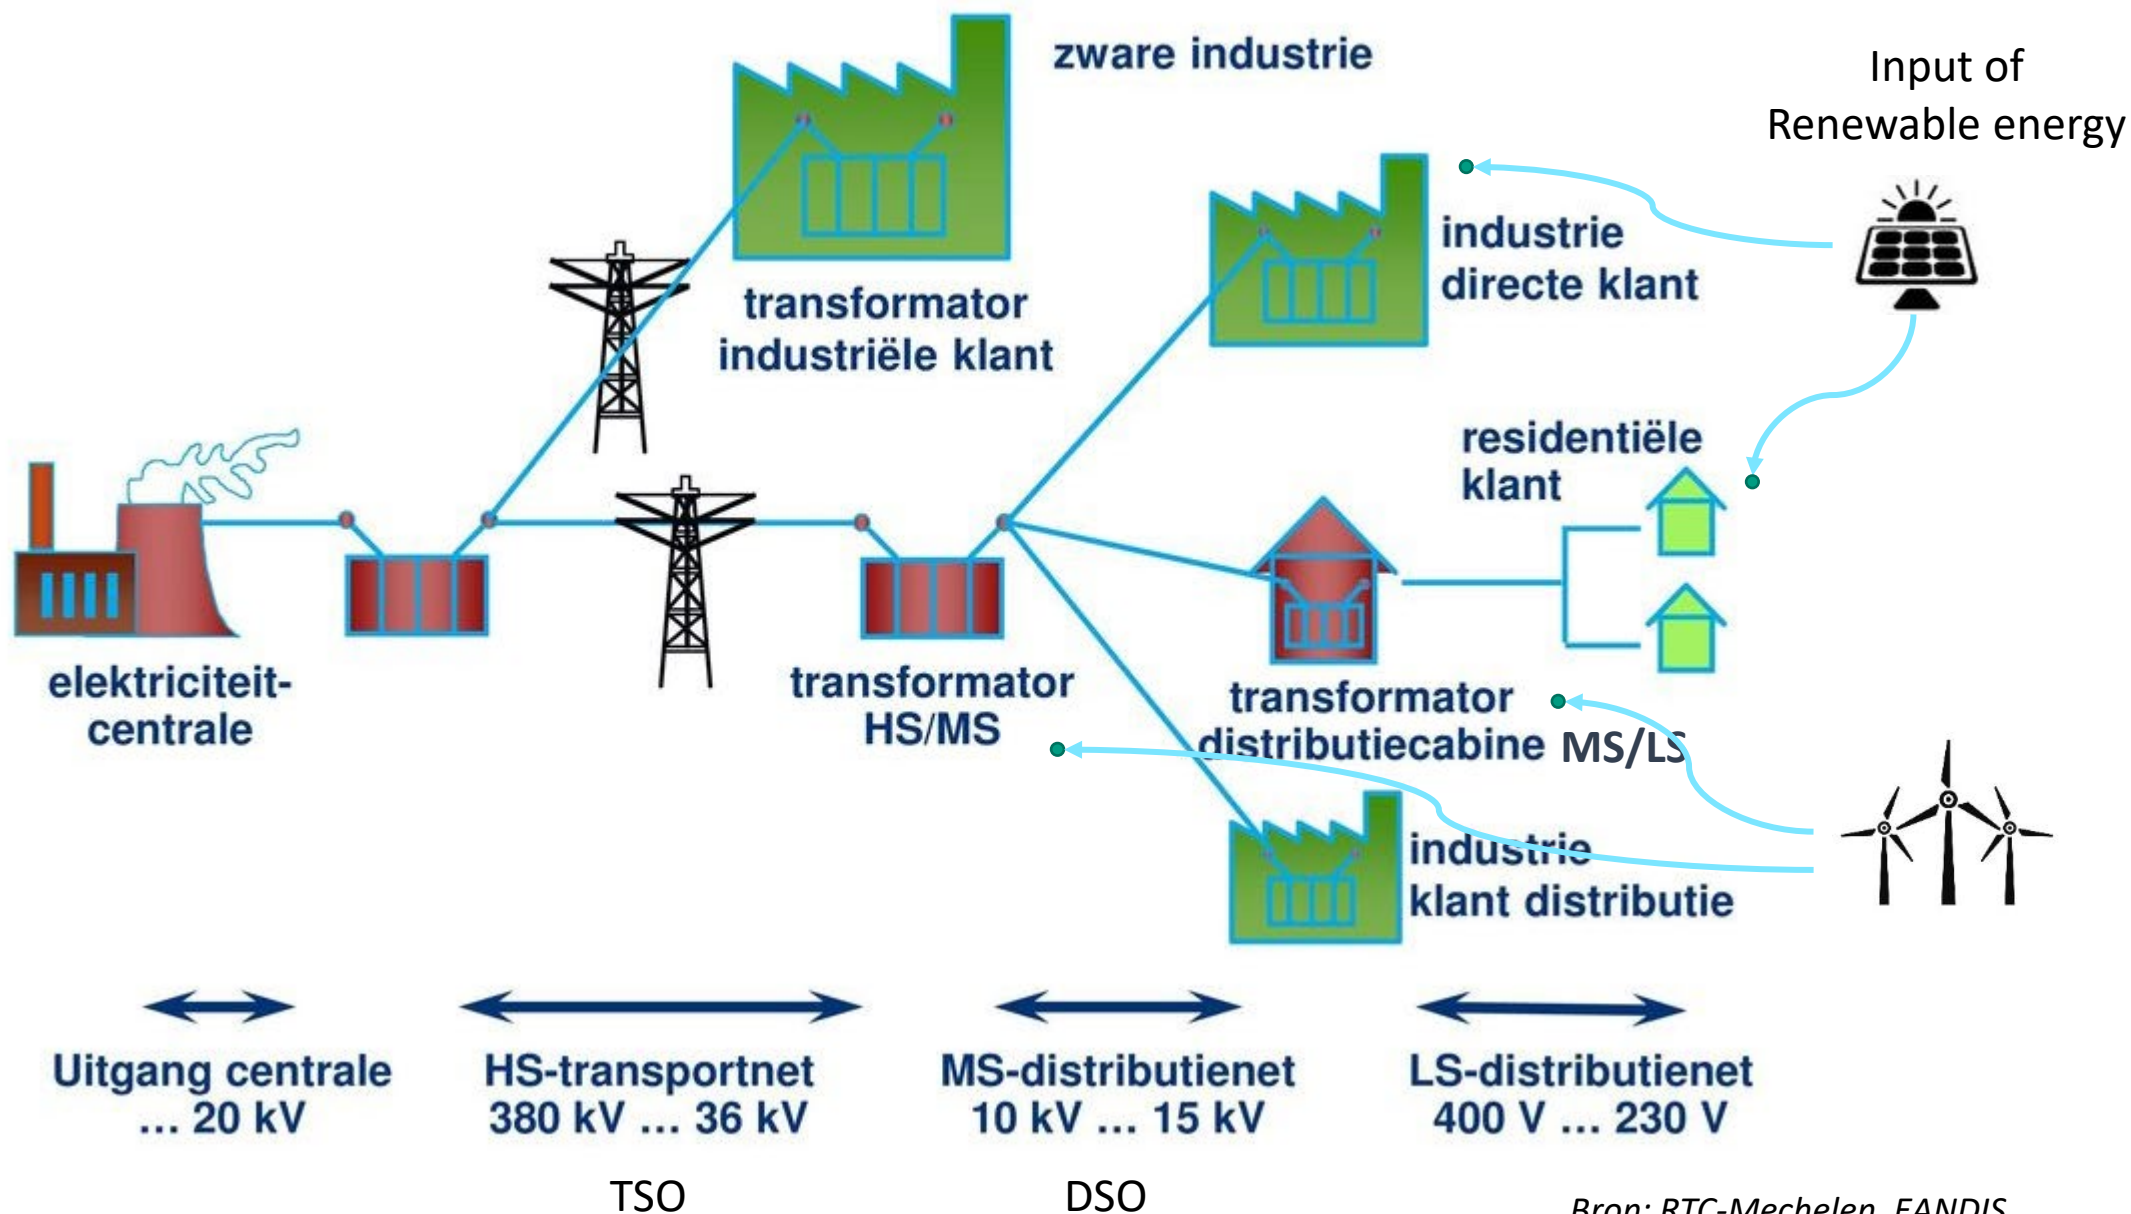 zware industrie
Input of
Renewable energy
industrie
directe klant
transformator
industriële klant
residentiële
klant
elektriciteit-
centrale
transformator
HS/MS
transformator
distributiecabine MS/LS
industrie
klant distributie
Uitgang centrale
... 20 kV
HS-transportnet
380 kV ... 36 kV
MS-distributienet
10 kV ... 15 kV
LS-distributienet
400 V ... 230 V
TSO
DSO
Bron: RTC-Mechelen, EANDIS